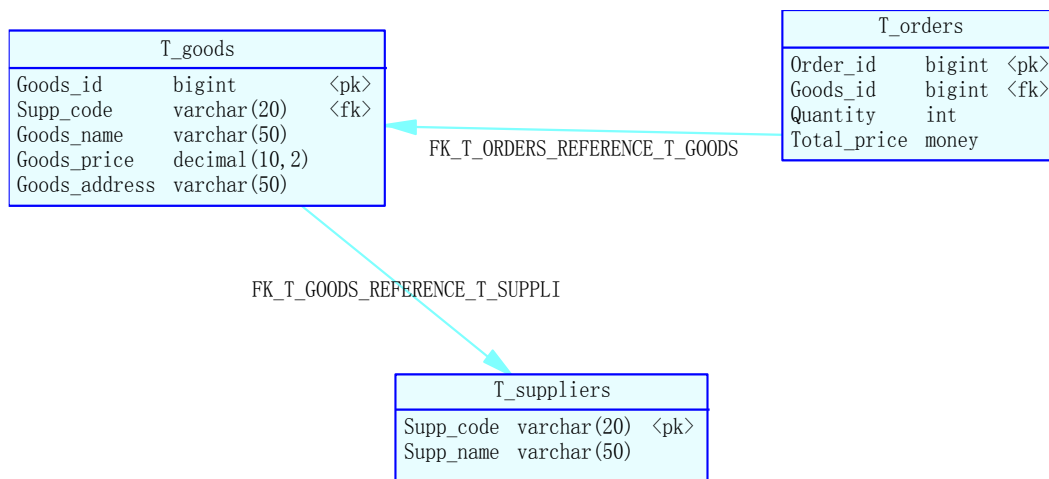 T_goods
Goods_id bigint <pk>
Supp_code varchar(20) <fk>
Goods_name varchar(50)
Goods_price decimal(10,2)
Goods_address varchar(50)
T_orders
Order_id bigint <pk>
Goods_id bigint <fk>
Quantity int
Total_price money
FK_T_ORDERS_REFERENCE_T_GOODS
FK_T_GOODS_REFERENCE_T_SUPPLI
T_suppliers
Supp_code varchar(20) <pk>
Supp_name varchar(50)